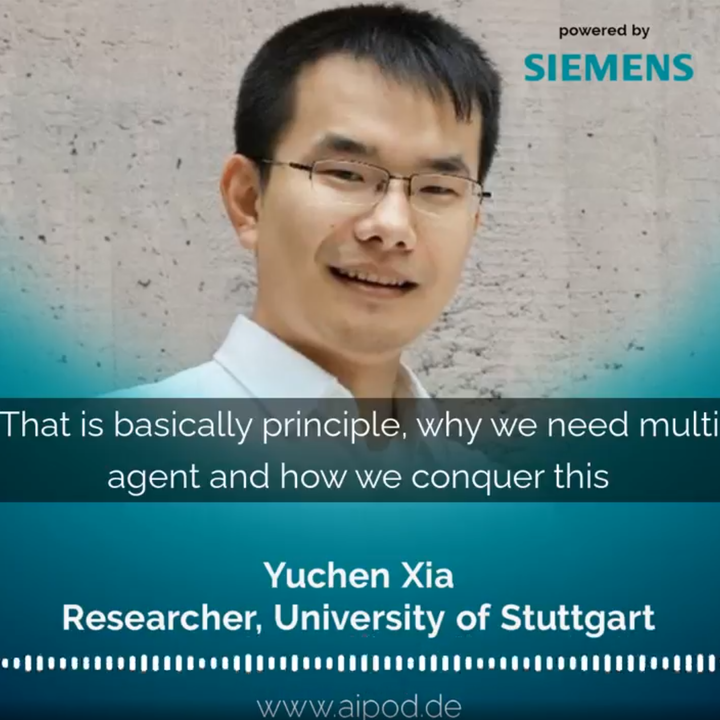 powered by
SIEMENS
That is basically principle, why we need multi
agent and how we conquer this
Yuchen Xia
Researcher, University of Stuttgart
www.aipod.de